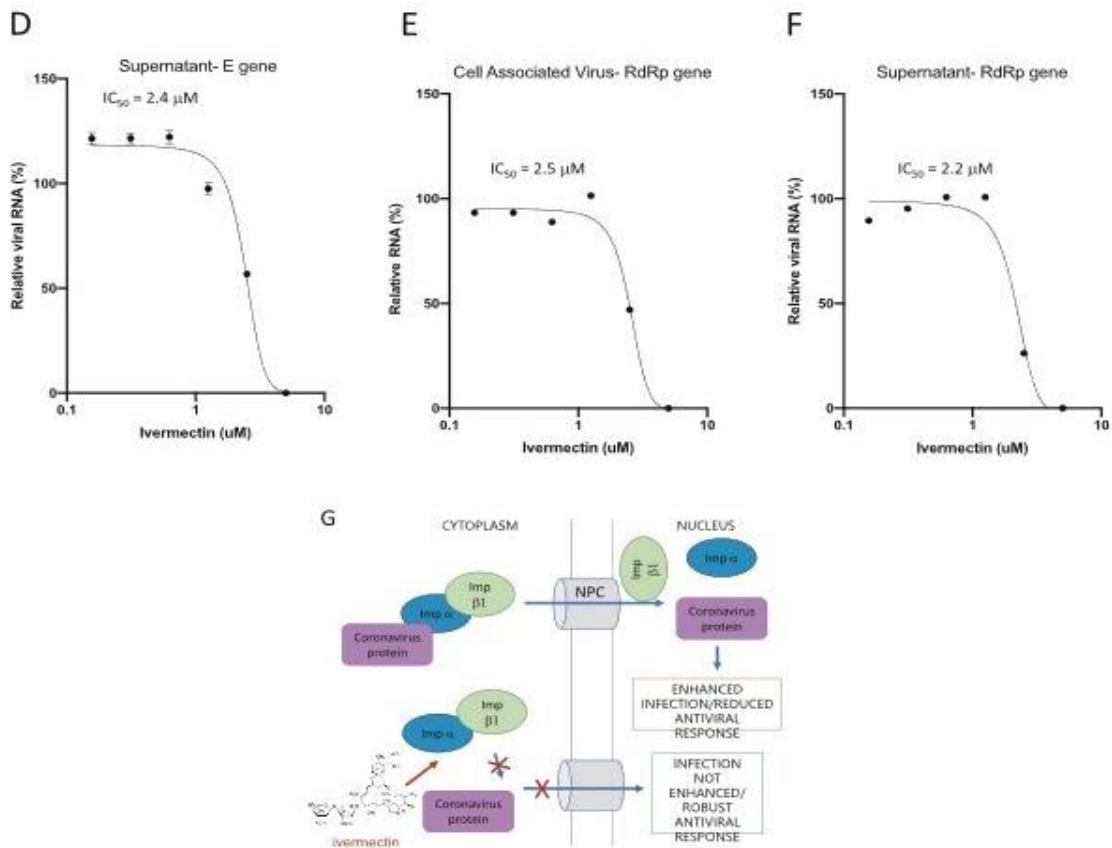 D
Supernatant- E gene
IC50 = 2.4 μM
150
100
50
0
0.1
1
10
Relative viral RNA (%)
Ivermectin (uM)
E
Cell Associated Virus- RdRp gene
IC50 = 2.5 μM
150
100
50
0
0.1
1
10
Relative RNA (%)
Ivermectin (uM)
F
Supernatant- RdRp gene
IC50 = 2.2 μM
150
100
50
0
0.1
1
10
Relative viral RNA (%)
Ivermectin (uM)
G
CYTOPLASM
NUCLEUS
Imp
β1
Imp α
Coronavirus
protein
NPC
Imp
β1
Imp α
Coronavirus
protein
ENHANCED
INFECTION/REDUCED
ANTIVIRAL
RESPONSE
Imp
β1
Imp α
Coronavirus
protein
ivermectin
INFECTION
NOT
ENHANCED/
ROBUST
ANTIVIRAL
RESPONSE